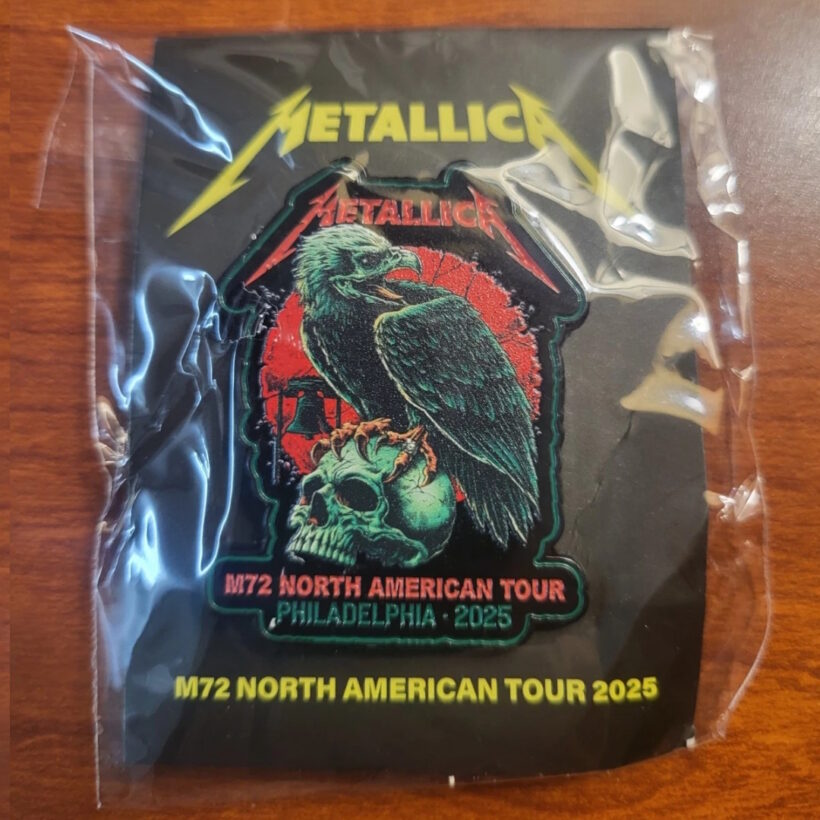 METALLICA
METALLICA
M72 NORTH AMERICAN TOUR
PHILADELPHIA · 2025
M72 NORTH AMERICAN TOUR 2025